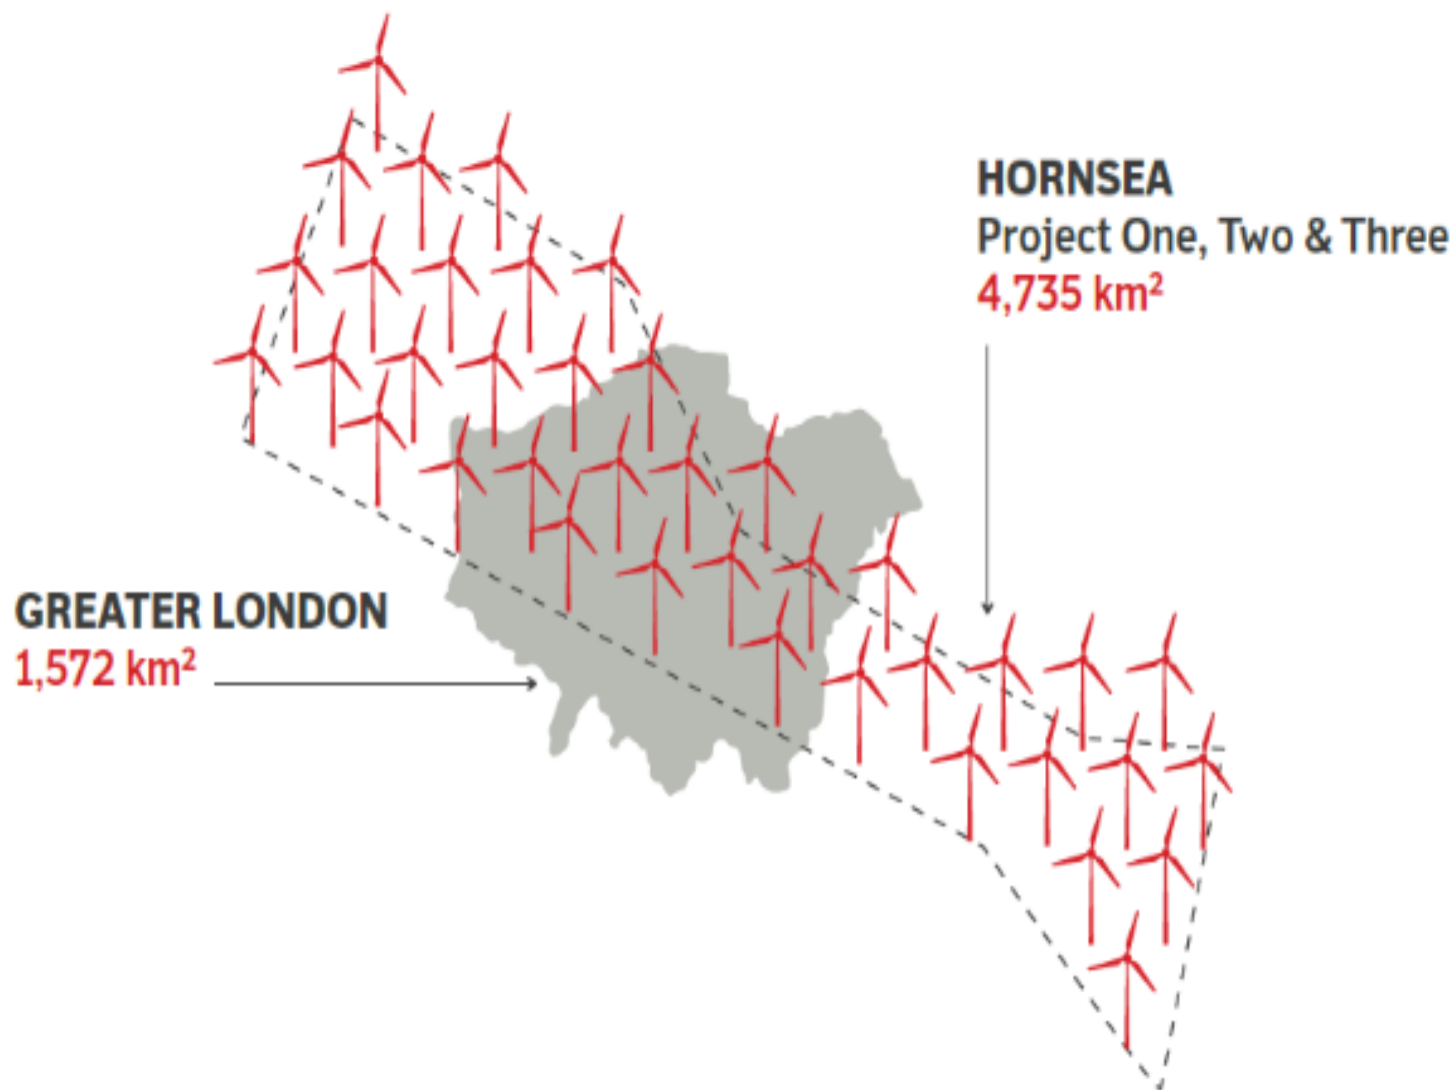 HORNSEA
Project One, Two & Three
4,735 km²
GREATER LONDON
1,572 km²